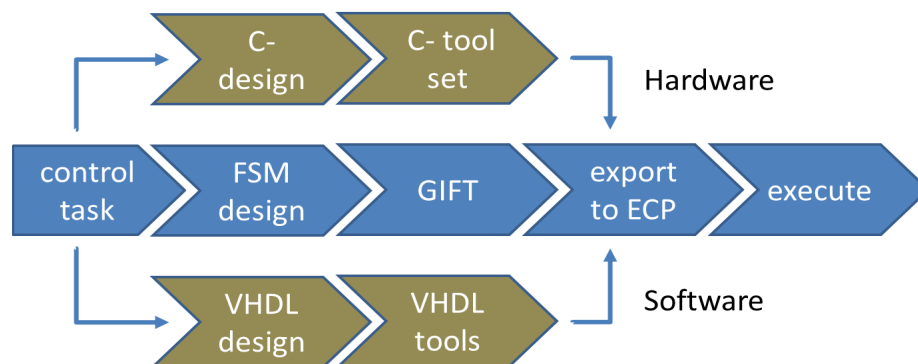 C-
design
C- tool
set
Hardware
control
task
FSM
design
GIFT
export
to ECP
execute
VHDL
design
VHDL
tools
Software